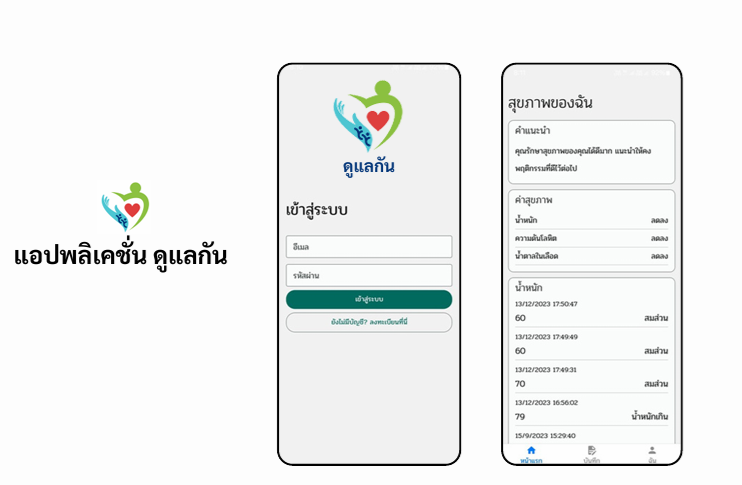 แอปพลิเคชั่น ดูแลกัน
ดูแลกัน
เข้าสู่ระบบ
อีเมล
รหัสผ่าน
เข้าสู่ระบบ
ยังไม่มีบัญชี? ลงทะเบียนที่นี่
สุขภาพของฉัน
คำแนะนำ
คุณรักษาสุขภาพของคุณได้ดีมาก แนะนำให้คง
พฤติกรรมที่ดีไว้ต่อไป
ค่าสุขภาพ
น้ำหนัก ลดลง
ความดันโลหิต ลดลง
น้ำตาลในเลือด ลดลง
น้ำหนัก
13/12/2023 17:50:47
60 สมส่วน
13/12/2023 17:49:49
60 สมส่วน
13/12/2023 17:49:31
70 สมส่วน
13/12/2023 16:56:02
79 น้ำหนักเกิน
15/9/2023 15:29:40
หน้าแรก บันทึก ฉัน